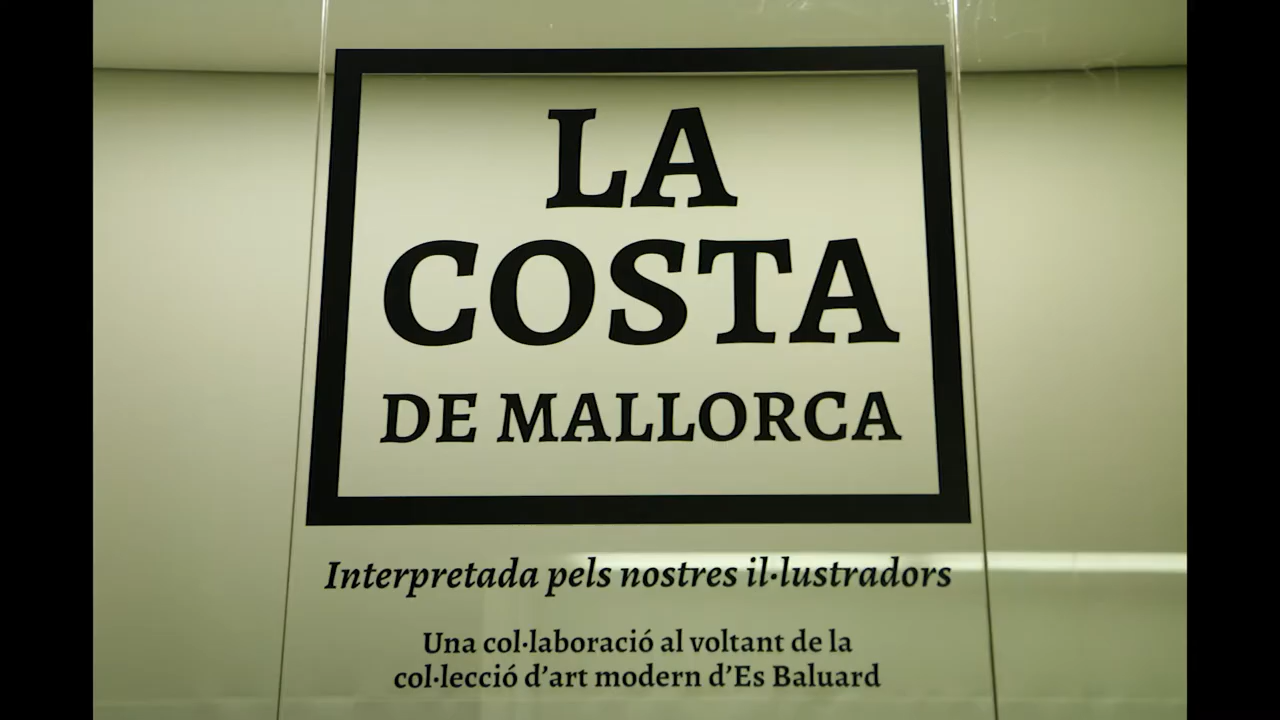 LA
COSTA
DE MALLORCA
Interpretada pels nostres il·lustradors
Una col·laboració al voltant de la
col·lecció d’art modern d’Es Baluard